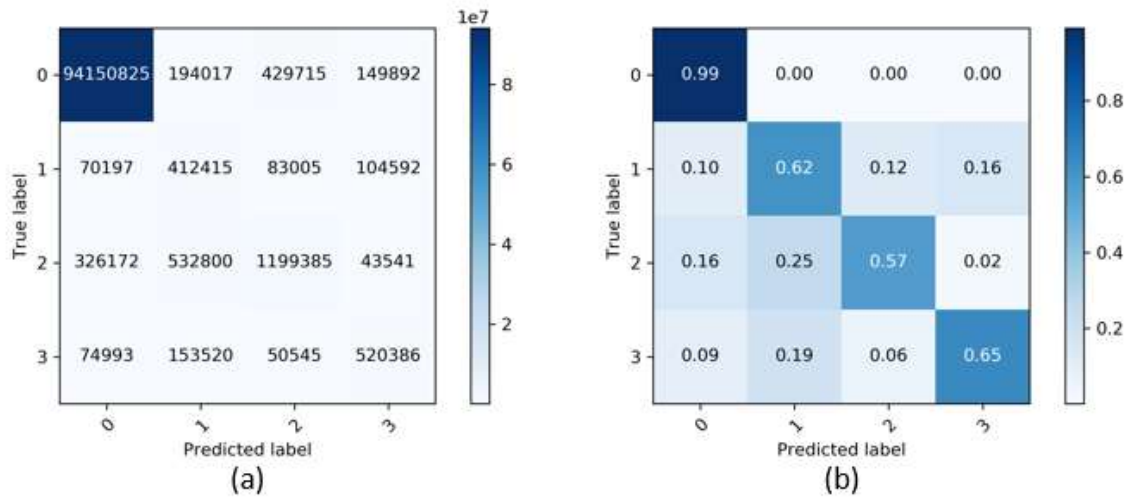 1e7
0 94150825 194017 429715 149892
1 70197 412415 83005 104592
2 326172 532800 1199385 43541
3 74993 153520 50545 520386
True label
8
6
4
2
0 1 2 3
Predicted label
(a)
0 0.99 0.00 0.00 0.00
1 0.10 0.62 0.12 0.16
2 0.16 0.25 0.57 0.02
3 0.09 0.19 0.06 0.65
True label
0.8
0.6
0.4
0.2
0 1 2 3
Predicted label
(b)